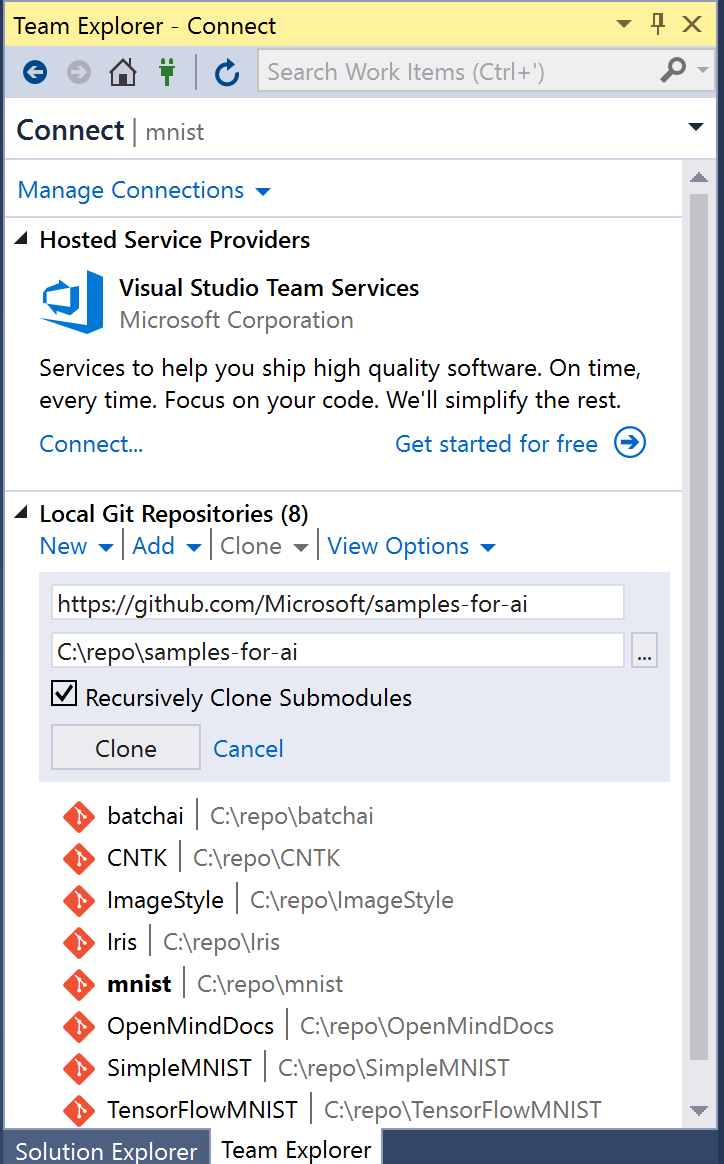 Team Explorer - Connect
Search Work Items (Ctrl+')
Connect | mnist
Manage Connections
Hosted Service Providers
Visual Studio Team Services
Microsoft Corporation
Services to help you ship high quality software. On time,
every time. Focus on your code. We'll simplify the rest.
Connect... Get started for free
Local Git Repositories (8)
New | Add | Clone | View Options
https://github.com/Microsoft/samples-for-ai
C:\repo\samples-for-ai ...
Recursively Clone Submodules
Clone Cancel
batchai | C:\repo\batchai
CNTK | C:\repo\CNTK
ImageStyle | C:\repo\ImageStyle
Iris | C:\repo\Iris
mnist | C:\repo\mnist
OpenMindDocs | C:\repo\OpenMindDocs
SimpleMNIST | C:\repo\SimpleMNIST
TensorFlowMNIST | C:\repo\TensorFlowMNIST
Solution Explorer Team Explorer